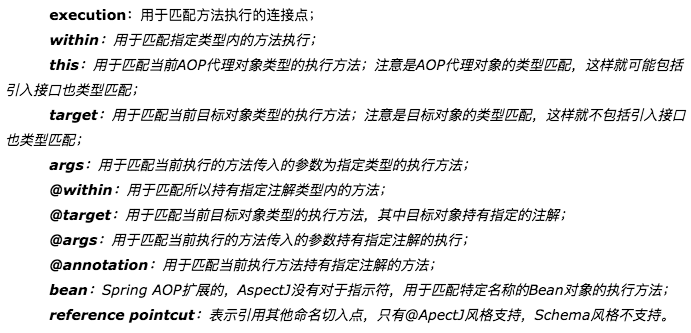 execution：用于匹配方法执行的连接点；
within：用于匹配指定类型内的方法执行；
this：用于匹配当前AOP代理对象类型的执行方法；注意是AOP代理对象的类型匹配，这样就可能包括
引入接口也类型匹配；
target：用于匹配当前目标对象类型的执行方法；注意是目标对象的类型匹配，这样就不包括引入接口
也类型匹配；
args：用于匹配当前执行的方法传入的参数为指定类型的执行方法；
@within：用于匹配所以持有指定注解类型内的方法；
@target：用于匹配当前目标对象类型的执行方法，其中目标对象持有指定的注解；
@args：用于匹配当前执行的方法传入的参数持有指定注解的执行；
@annotation：用于匹配当前执行方法持有指定注解的方法；
bean：Spring AOP扩展的，AspectJ没有对于指示符，用于匹配特定名称的Bean对象的执行方法；
reference pointcut：表示引用其他命名切入点，只有@ApectJ风格支持，Schema风格不支持。